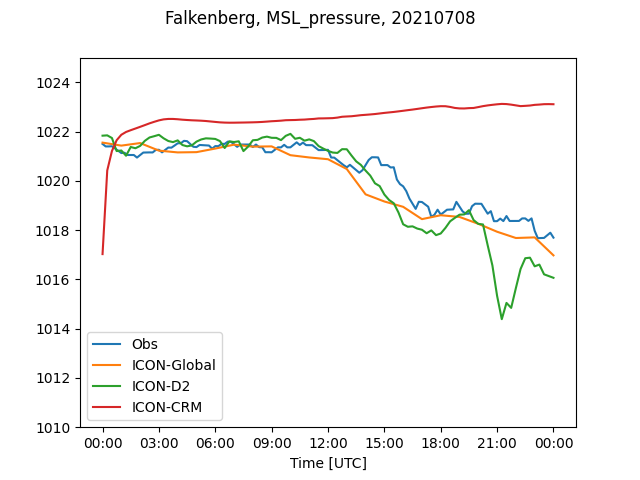 Falkenberg, MSL_pressure, 20210708
1024
1022
1020
1018
1016
1014
1012
1010
Obs
ICON-Global
ICON-D2
ICON-CRM
00:00 03:00 06:00 09:00 12:00 15:00 18:00 21:00 00:00
Time [UTC]